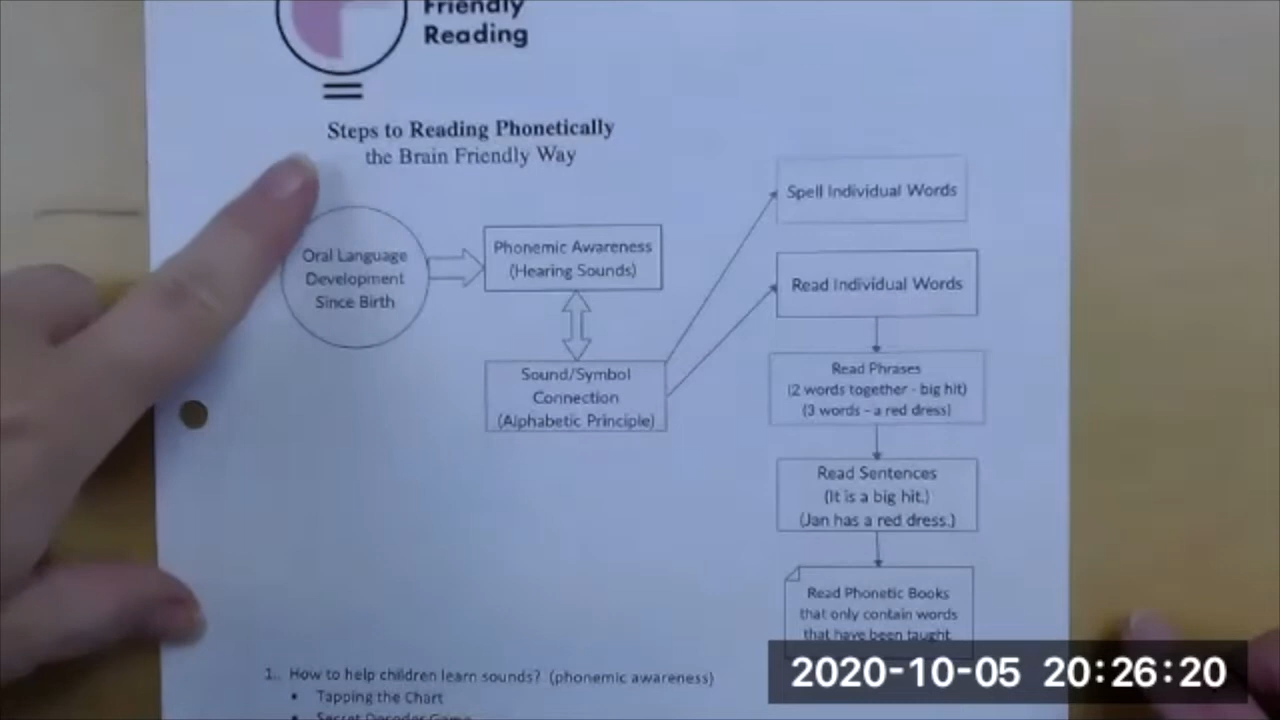 Friendly
Reading
Steps to Reading Phonetically
the Brain Friendly Way
Oral Language
Development
Since Birth
Phonemic Awareness
(Hearing Sounds)
Sound/Symbol
Connection
(Alphabetic Principle)
Spell Individual Words
Read Individual Words
Read Phrases
(2 words together - big hit)
(3 words - a red dress)
Read Sentences
(It is a big hit.)
(Jan has a red dress.)
Read Phonetic Books
that only contain words
that have been taught
1.. How to help children learn sounds? (phonemic awareness)
• Tapping the Chart
• Secret Decoder Game
2020-10-05 20:26:20